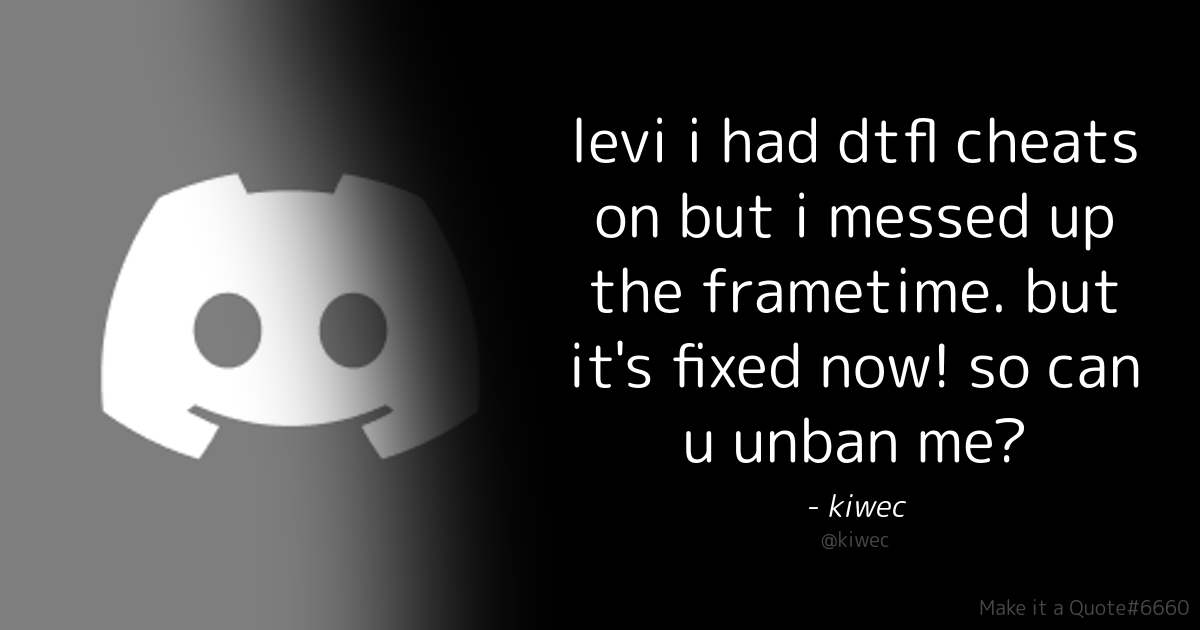 levi i had dtfl cheats
on but i messed up
the frametime. but
it's fixed now! so can
u unban me?
- kiwec
@kiwec
Make it a Quote#6660